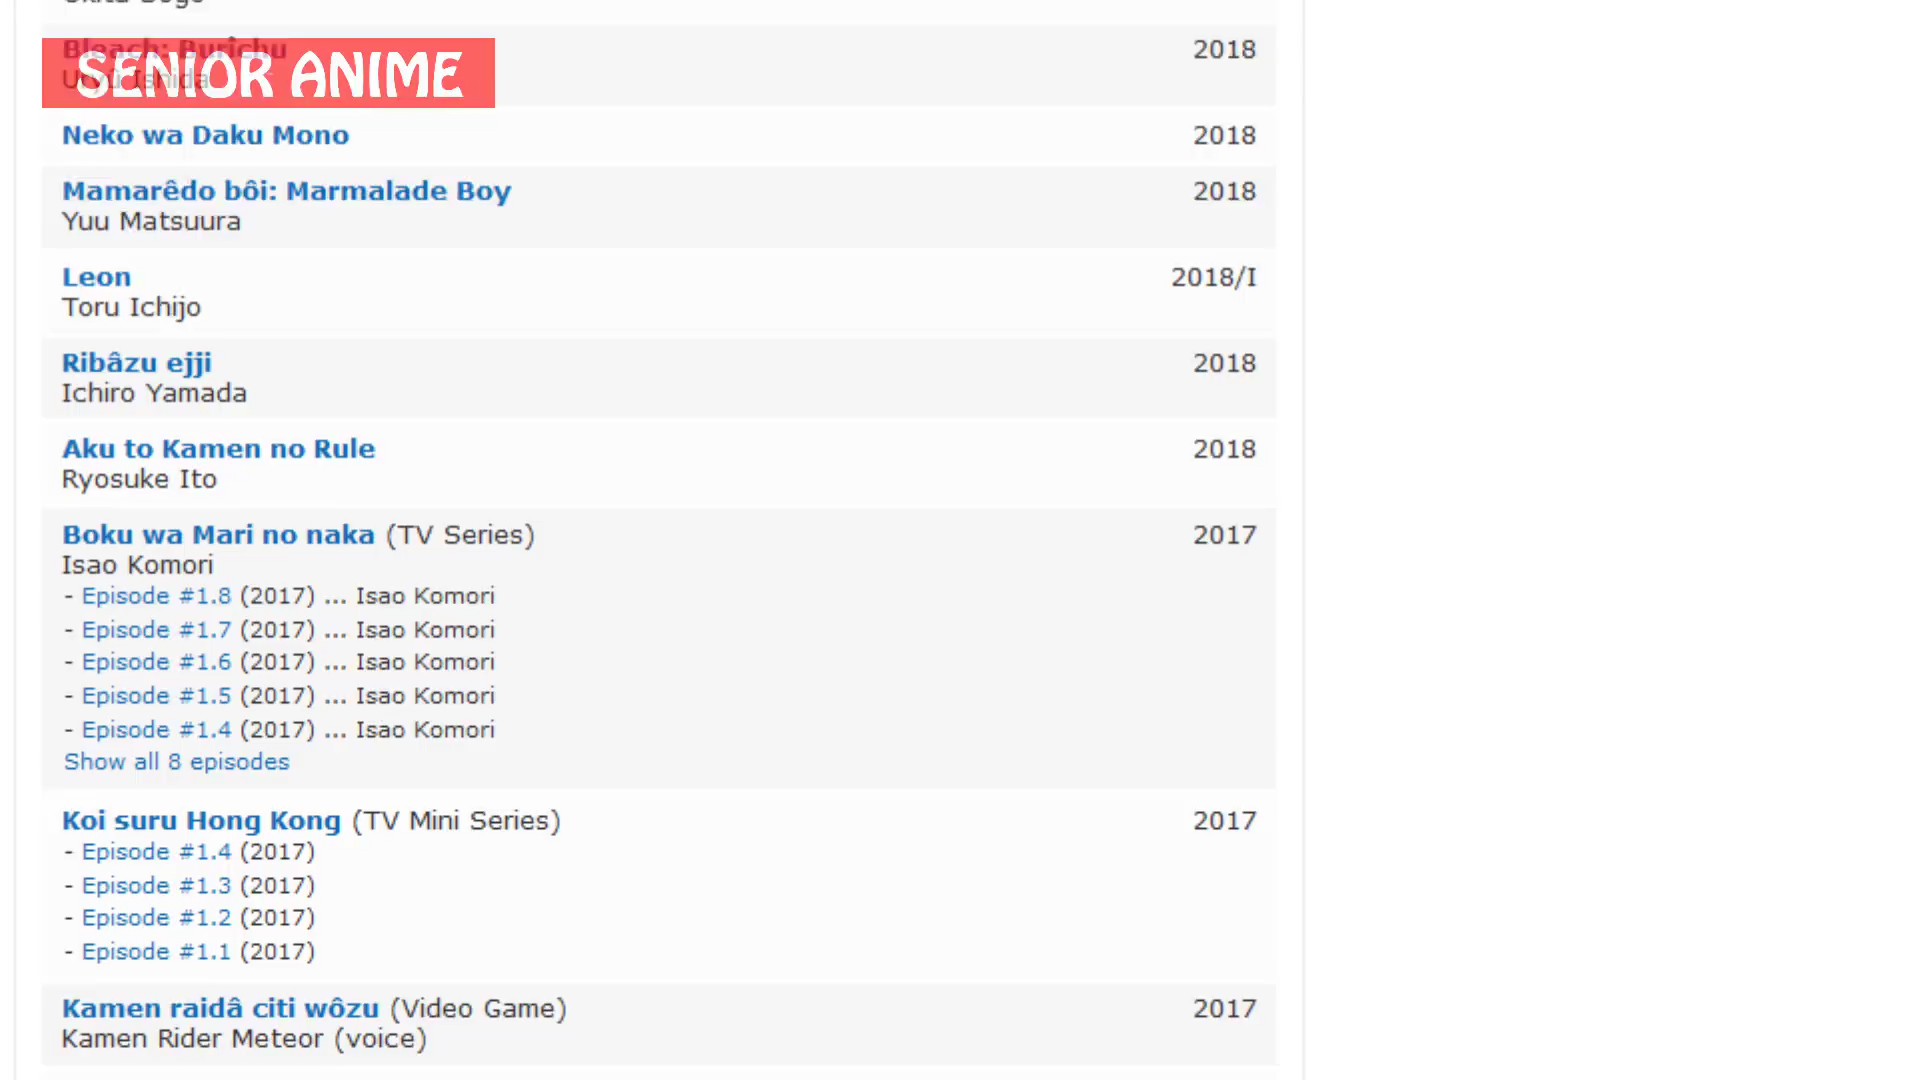 Bleach: Burichu 2018
SENIOR ANIME
Uryû Ishida
Neko wa Daku Mono 2018
Mamarêdo bôi: Marmalade Boy 2018
Yuu Matsuura
Leon 2018/I
Toru Ichijo
Ribâzu ejji 2018
Ichiro Yamada
Aku to Kamen no Rule 2018
Ryosuke Ito
Boku wa Mari no naka (TV Series) 2017
Isao Komori
- Episode #1.8 (2017) ... Isao Komori
- Episode #1.7 (2017) ... Isao Komori
- Episode #1.6 (2017) ... Isao Komori
- Episode #1.5 (2017) ... Isao Komori
- Episode #1.4 (2017) ... Isao Komori
Show all 8 episodes
Koi suru Hong Kong (TV Mini Series) 2017
- Episode #1.4 (2017)
- Episode #1.3 (2017)
- Episode #1.2 (2017)
- Episode #1.1 (2017)
Kamen raidâ citi wôzu (Video Game) 2017
Kamen Rider Meteor (voice)